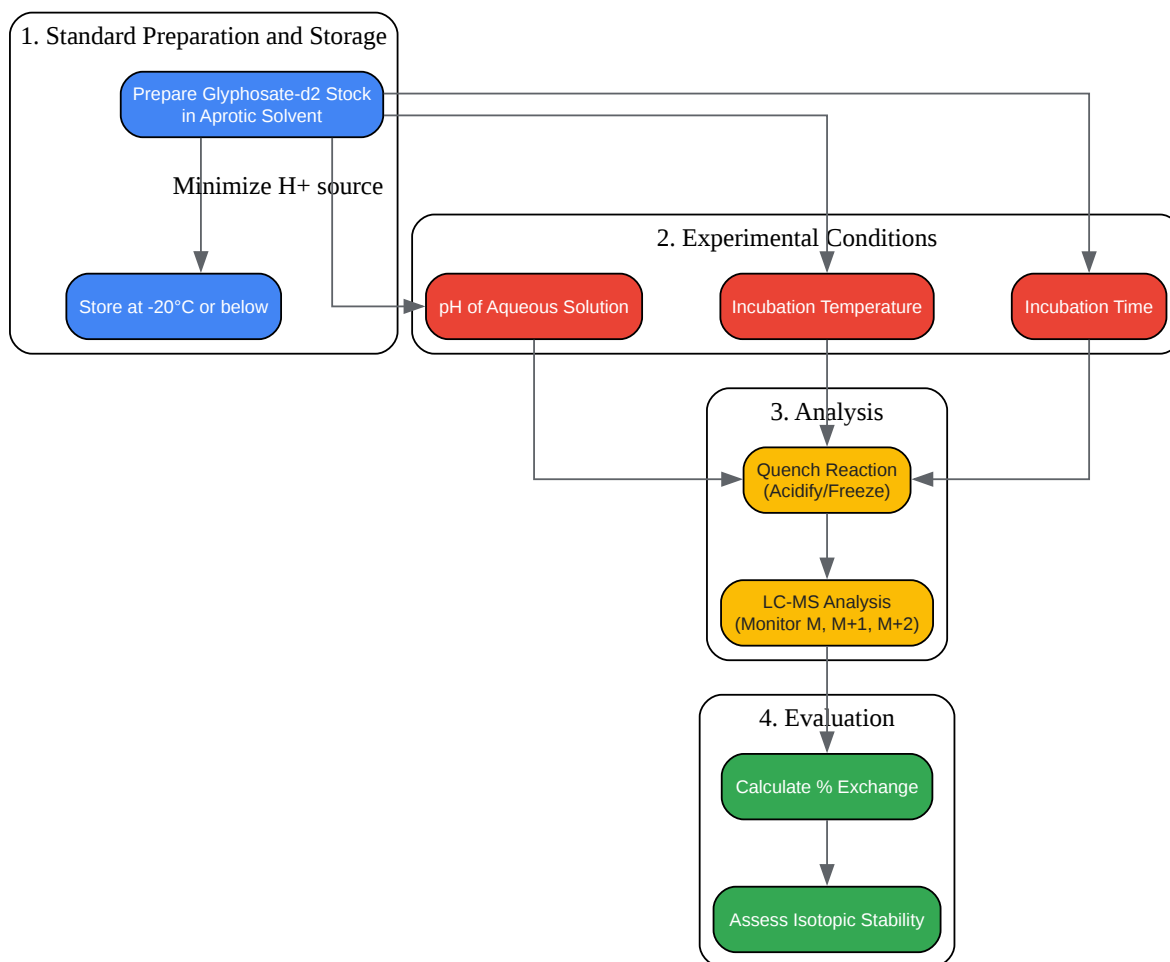 1. Standard Preparation and Storage
Prepare Glyphosate-d2 Stock
in Aprotic Solvent
Minimize H+ source
Store at -20°C or below
2. Experimental Conditions
pH of Aqueous Solution
Incubation Temperature
Incubation Time
3. Analysis
Quench Reaction
(Acidify/Freeze)
LC-MS Analysis
(Monitor M, M+1, M+2)
4. Evaluation
Calculate % Exchange
Assess Isotopic Stability